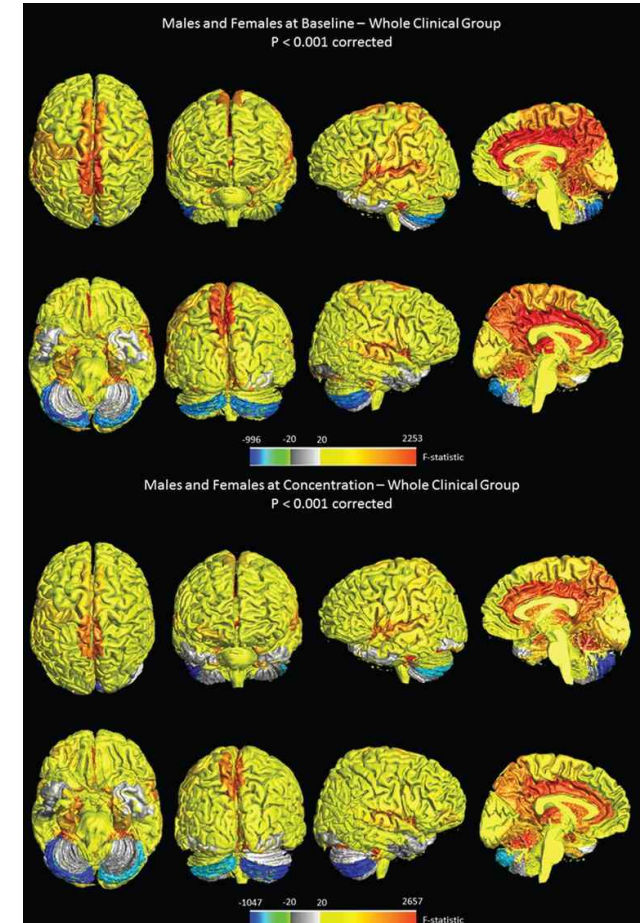 Males and Females at Baseline – Whole Clinical Group
P < 0.001 corrected
-996 -20 20 2253
F-statistic
Males and Females at Concentration – Whole Clinical Group
P < 0.001 corrected
-1047 -20 20 2657
F-statistic